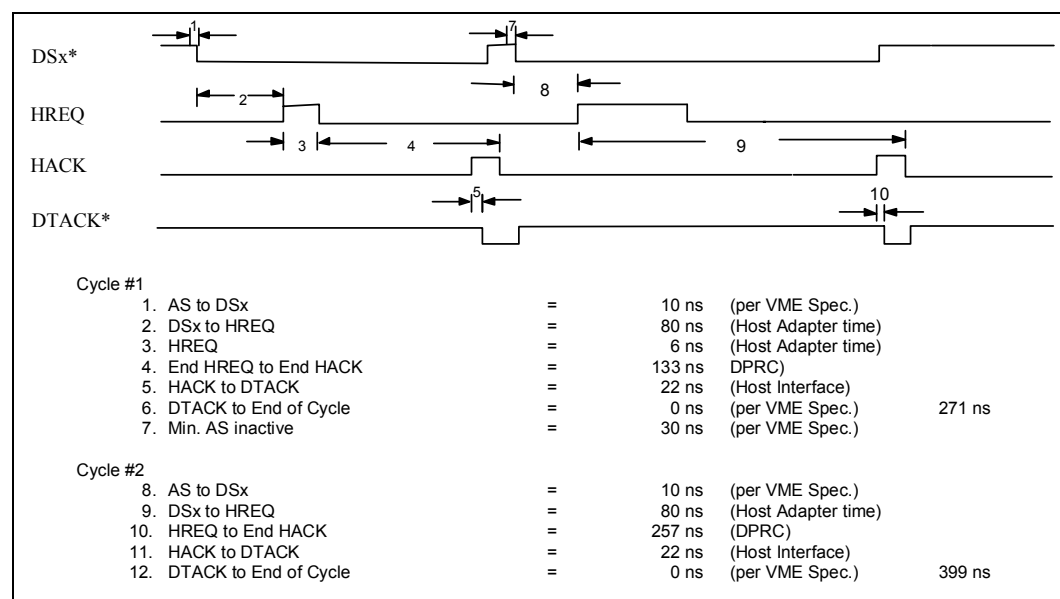 1 7
DSx*
8
2
HREQ
3 4 9
HACK
5 10
DTACK*
Cycle #1
1. AS to DSx = 10 ns (per VME Spec.)
2. DSx to HREQ = 80 ns (Host Adapter time)
3. HREQ = 6 ns (Host Adapter time)
4. End HREQ to End HACK = 133 ns DPRC)
5. HACK to DTACK = 22 ns (Host Interface)
6. DTACK to End of Cycle = 0 ns (per VME Spec.) 271 ns
7. Min. AS inactive = 30 ns (per VME Spec.)
Cycle #2
8. AS to DSx = 10 ns (per VME Spec.)
9. DSx to HREQ = 80 ns (Host Adapter time)
10. HREQ to End HACK = 257 ns (DPRC)
11. HACK to DTACK = 22 ns (Host Interface)
12. DTACK to End of Cycle = 0 ns (per VME Spec.) 399 ns